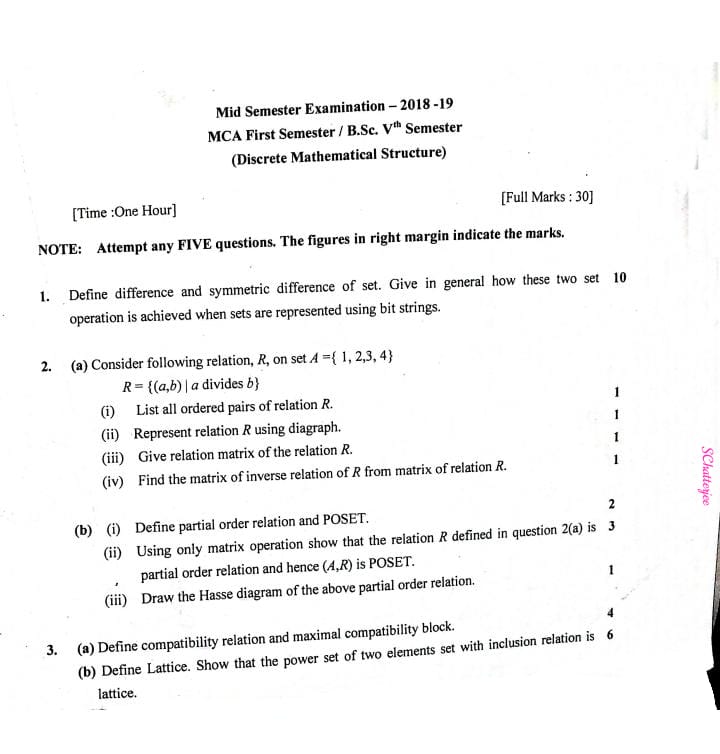 Mid Semester Examination – 2018 -19
MCA First Semester / B.Sc. Vth Semester
(Discrete Mathematical Structure)
[Time :One Hour]
[Full Marks : 30]
NOTE: Attempt any FIVE questions. The figures in right margin indicate the marks.
1. Define difference and symmetric difference of set. Give in general how these two set 10
operation is achieved when sets are represented using bit strings.
2. (a) Consider following relation, R, on set A ={ 1, 2,3, 4}
R = {(a,b) | a divides b}
(i) List all ordered pairs of relation R. 1
(ii) Represent relation R using diagraph. 1
(iii) Give relation matrix of the relation R. 1
(iv) Find the matrix of inverse relation of R from matrix of relation R. 1
(b) (i) Define partial order relation and POSET. 2
(ii) Using only matrix operation show that the relation R defined in question 2(a) is 3
partial order relation and hence (A,R) is POSET.
(iii) Draw the Hasse diagram of the above partial order relation. 1
3. (a) Define compatibility relation and maximal compatibility block. 4
(b) Define Lattice. Show that the power set of two elements set with inclusion relation is 6
lattice.
SChatterjee